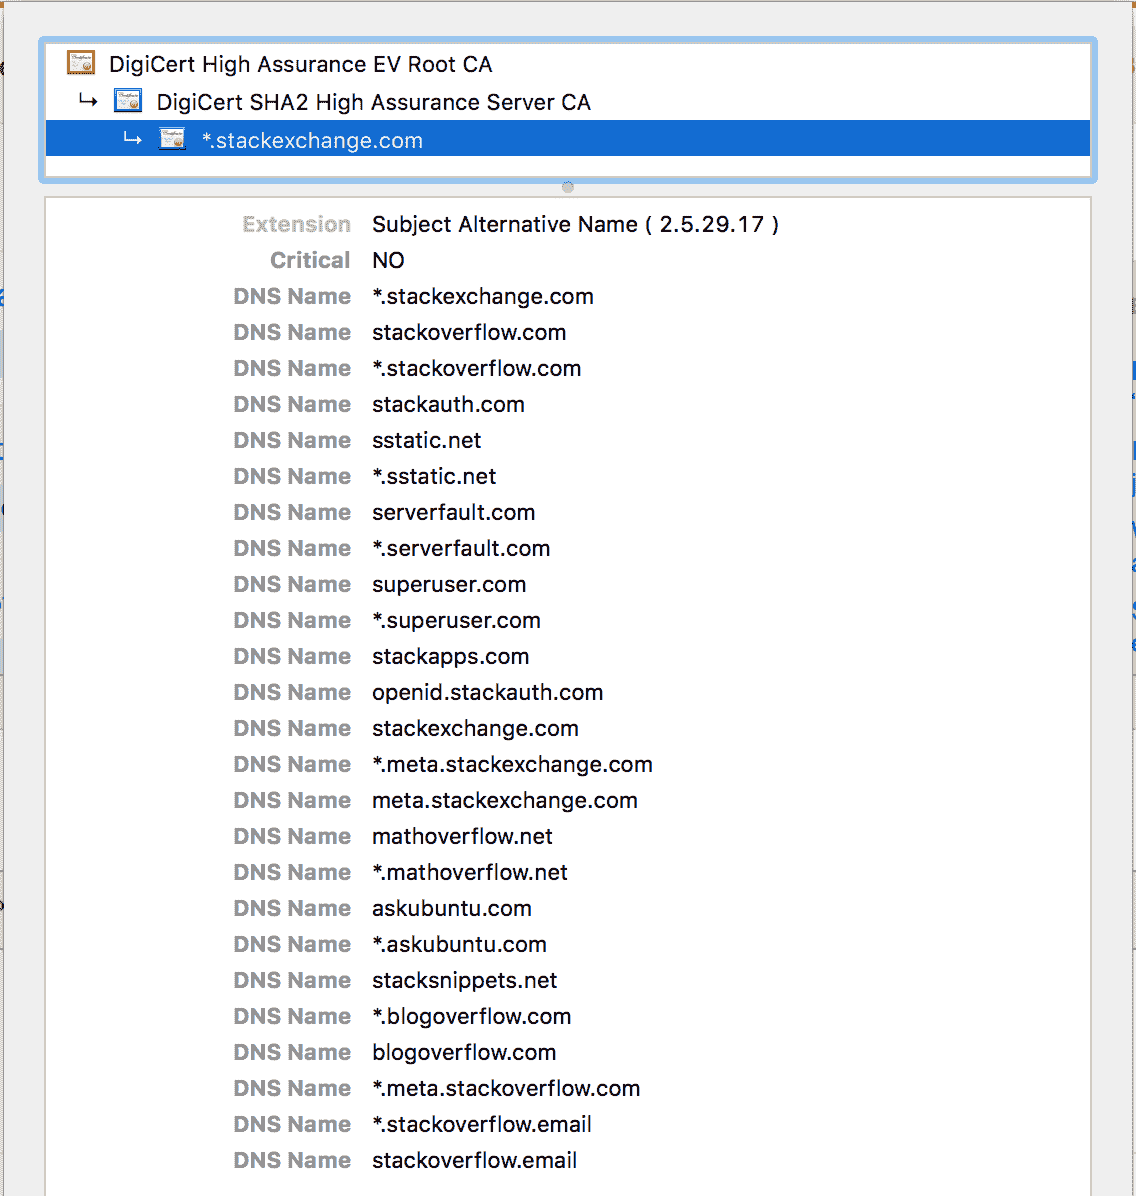 DigiCert High Assurance EV Root CA
DigiCert SHA2 High Assurance Server CA
*.stackexchange.com
Extension Subject Alternative Name ( 2.5.29.17 )
Critical NO
DNS Name *.stackexchange.com
DNS Name stackoverflow.com
DNS Name *.stackoverflow.com
DNS Name stackauth.com
DNS Name sstatic.net
DNS Name *.sstatic.net
DNS Name serverfault.com
DNS Name *.serverfault.com
DNS Name superuser.com
DNS Name *.superuser.com
DNS Name stackapps.com
DNS Name openid.stackauth.com
DNS Name stackexchange.com
DNS Name *.meta.stackexchange.com
DNS Name meta.stackexchange.com
DNS Name mathoverflow.net
DNS Name *.mathoverflow.net
DNS Name askubuntu.com
DNS Name *.askubuntu.com
DNS Name stacksnippets.net
DNS Name *.blogoverflow.com
DNS Name blogoverflow.com
DNS Name *.meta.stackoverflow.com
DNS Name *.stackoverflow.email
DNS Name stackoverflow.email